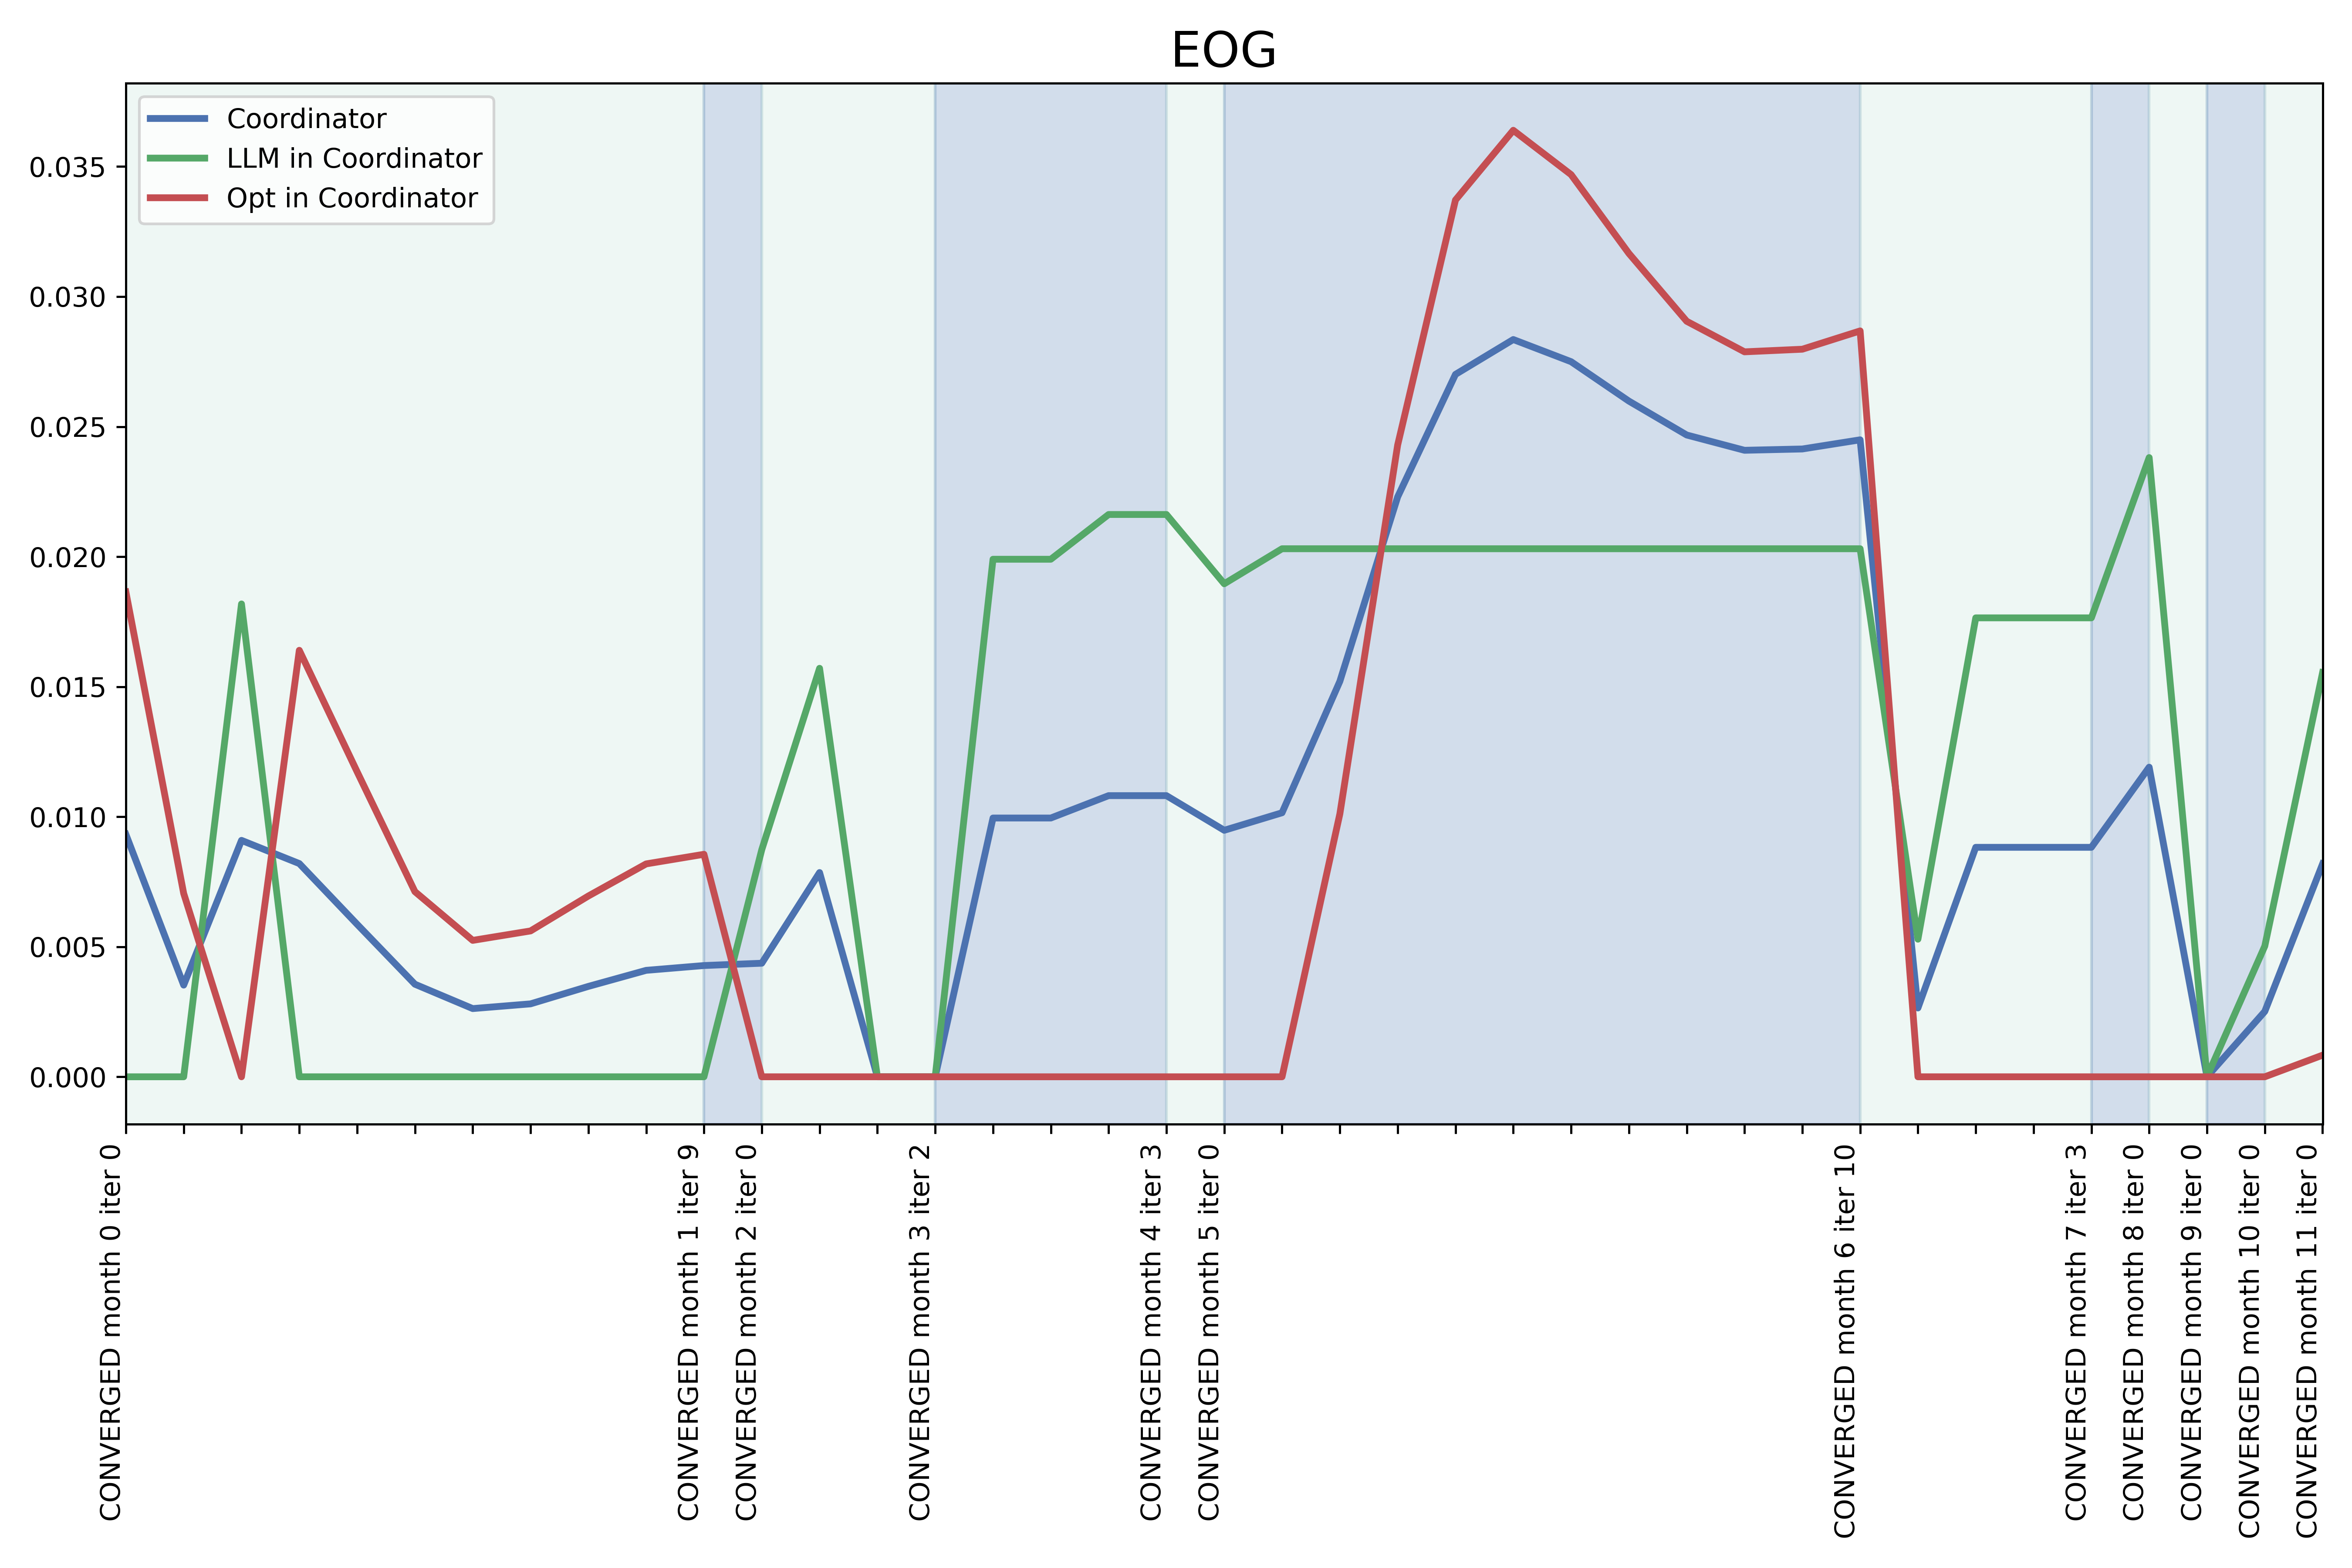 EOG
Coordinator
LLM in Coordinator
Opt in Coordinator
0.035
0.030
0.025
0.020
0.015
0.010
0.005
0.000
CONVERGED month 0 iter 0
CONVERGED month 1 iter 9
CONVERGED month 2 iter 0
CONVERGED month 3 iter 2
CONVERGED month 4 iter 3
CONVERGED month 5 iter 0
CONVERGED month 6 iter 10
CONVERGED month 7 iter 3
CONVERGED month 8 iter 0
CONVERGED month 9 iter 0
CONVERGED month 10 iter 0
CONVERGED month 11 iter 0